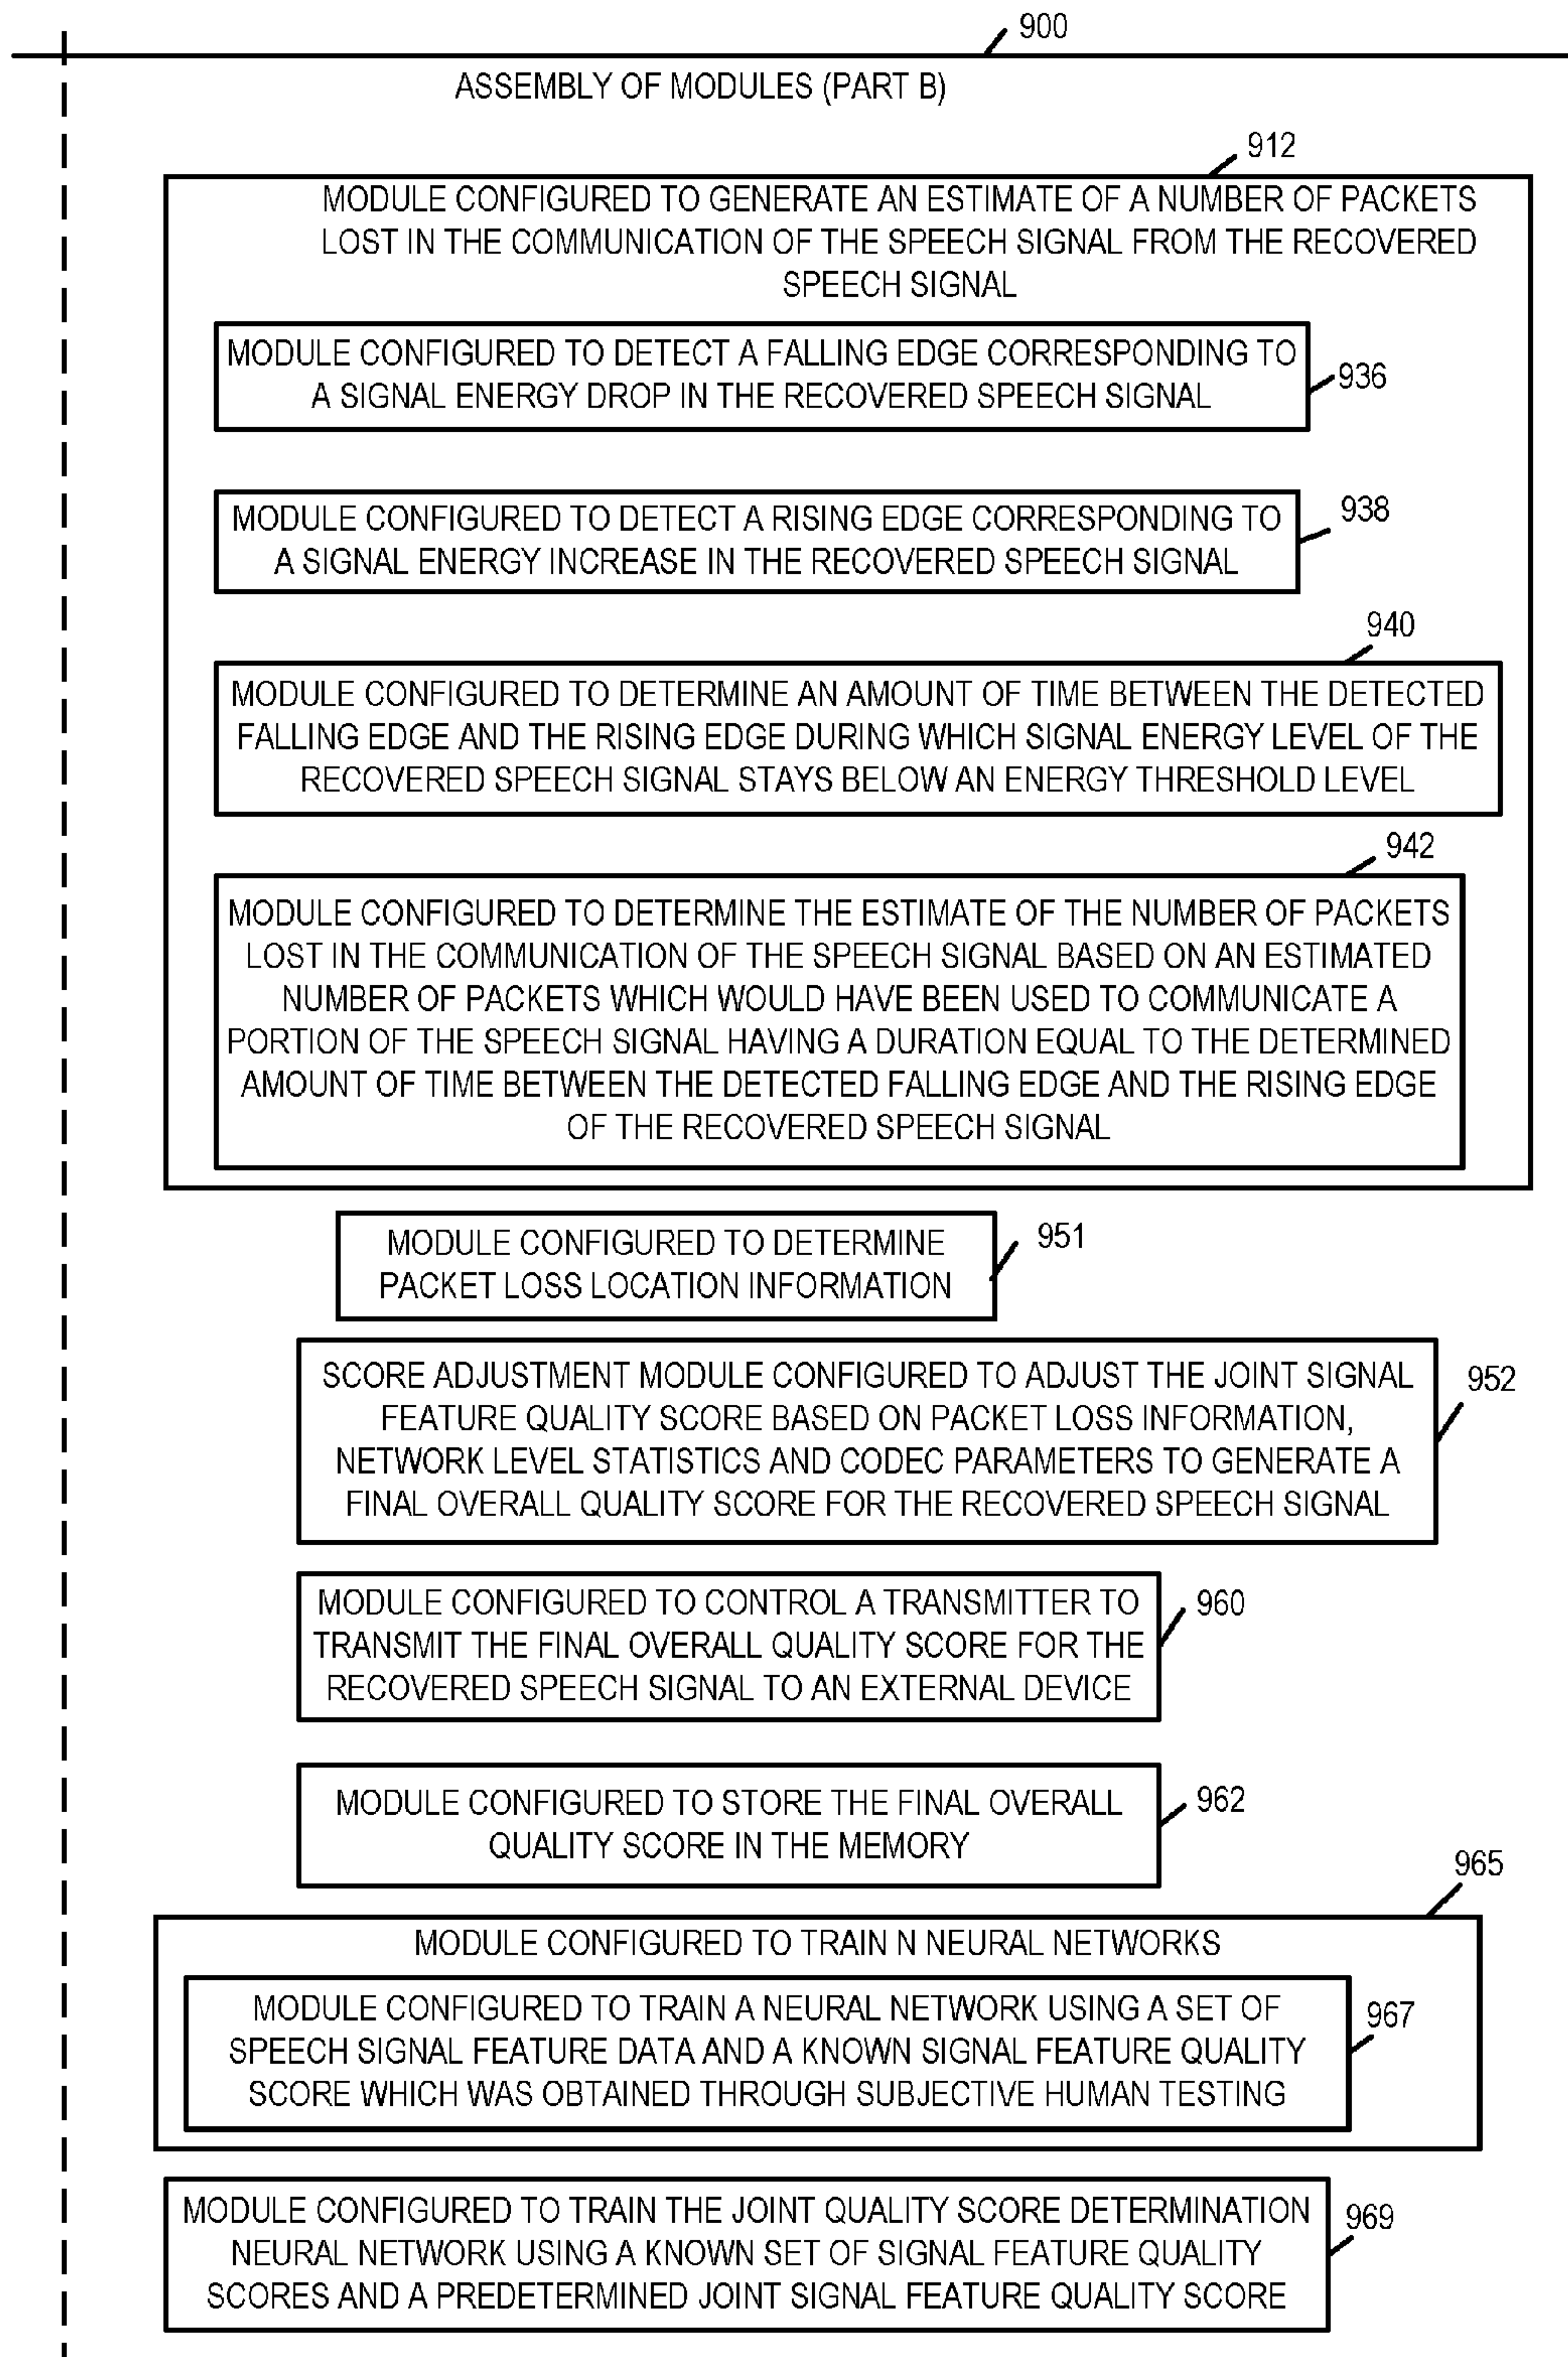 900
ASSEMBLY OF MODULES (PART B)
912
MODULE CONFIGURED TO GENERATE AN ESTIMATE OF A NUMBER OF PACKETS
LOST IN THE COMMUNICATION OF THE SPEECH SIGNAL FROM THE RECOVERED
SPEECH SIGNAL
MODULE CONFIGURED TO DETECT A FALLING EDGE CORRESPONDING TO
A SIGNAL ENERGY DROP IN THE RECOVERED SPEECH SIGNAL
936
MODULE CONFIGURED TO DETECT A RISING EDGE CORRESPONDING TO
A SIGNAL ENERGY INCREASE IN THE RECOVERED SPEECH SIGNAL
938
940
MODULE CONFIGURED TO DETERMINE AN AMOUNT OF TIME BETWEEN THE DETECTED
FALLING EDGE AND THE RISING EDGE DURING WHICH SIGNAL ENERGY LEVEL OF THE
RECOVERED SPEECH SIGNAL STAYS BELOW AN ENERGY THRESHOLD LEVEL
942
MODULE CONFIGURED TO DETERMINE THE ESTIMATE OF THE NUMBER OF PACKETS
LOST IN THE COMMUNICATION OF THE SPEECH SIGNAL BASED ON AN ESTIMATED
NUMBER OF PACKETS WHICH WOULD HAVE BEEN USED TO COMMUNICATE A
PORTION OF THE SPEECH SIGNAL HAVING A DURATION EQUAL TO THE DETERMINED
AMOUNT OF TIME BETWEEN THE DETECTED FALLING EDGE AND THE RISING EDGE
OF THE RECOVERED SPEECH SIGNAL
MODULE CONFIGURED TO DETERMINE
PACKET LOSS LOCATION INFORMATION
951
SCORE ADJUSTMENT MODULE CONFIGURED TO ADJUST THE JOINT SIGNAL
FEATURE QUALITY SCORE BASED ON PACKET LOSS INFORMATION,
NETWORK LEVEL STATISTICS AND CODEC PARAMETERS TO GENERATE A
FINAL OVERALL QUALITY SCORE FOR THE RECOVERED SPEECH SIGNAL
952
MODULE CONFIGURED TO CONTROL A TRANSMITTER TO
TRANSMIT THE FINAL OVERALL QUALITY SCORE FOR THE
RECOVERED SPEECH SIGNAL TO AN EXTERNAL DEVICE
960
MODULE CONFIGURED TO STORE THE FINAL OVERALL
QUALITY SCORE IN THE MEMORY
962
965
MODULE CONFIGURED TO TRAIN N NEURAL NETWORKS
MODULE CONFIGURED TO TRAIN A NEURAL NETWORK USING A SET OF
SPEECH SIGNAL FEATURE DATA AND A KNOWN SIGNAL FEATURE QUALITY
SCORE WHICH WAS OBTAINED THROUGH SUBJECTIVE HUMAN TESTING
967
MODULE CONFIGURED TO TRAIN THE JOINT QUALITY SCORE DETERMINATION
NEURAL NETWORK USING A KNOWN SET OF SIGNAL FEATURE QUALITY
SCORES AND A PREDETERMINED JOINT SIGNAL FEATURE QUALITY SCORE
969